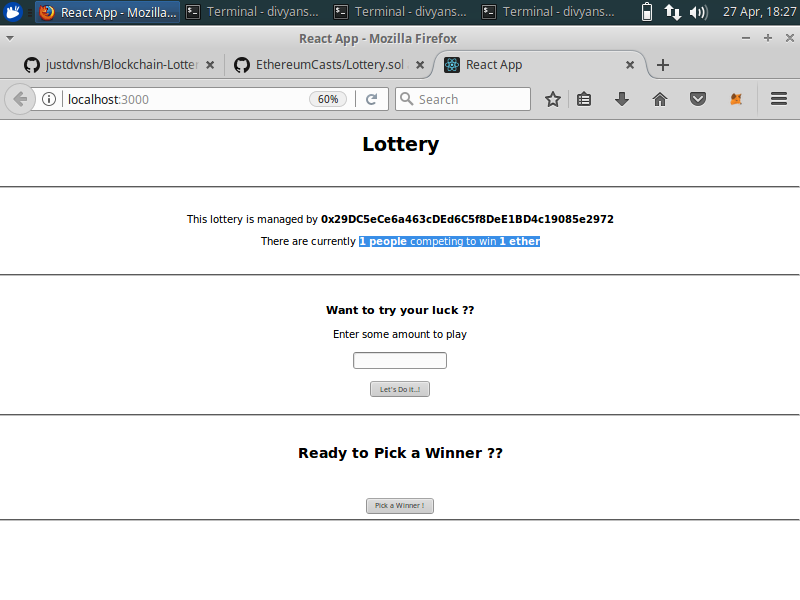 React App - Mozilla... Terminal - divyans... Terminal - divyans... Terminal - divyans... 27 Apr, 18:27
React App - Mozilla Firefox
justdvnsh/Blockchain-Lotter EthereumCasts/Lottery.sol React App
localhost:3000 60% Search
Lottery
This lottery is managed by 0x29DC5eCe6a463cDEd6C5f8DeE1BD4c19085e2972
There are currently 1 people competing to win 1 ether
Want to try your luck ??
Enter some amount to play
Let's Do it..!
Ready to Pick a Winner ??
Pick a Winner !